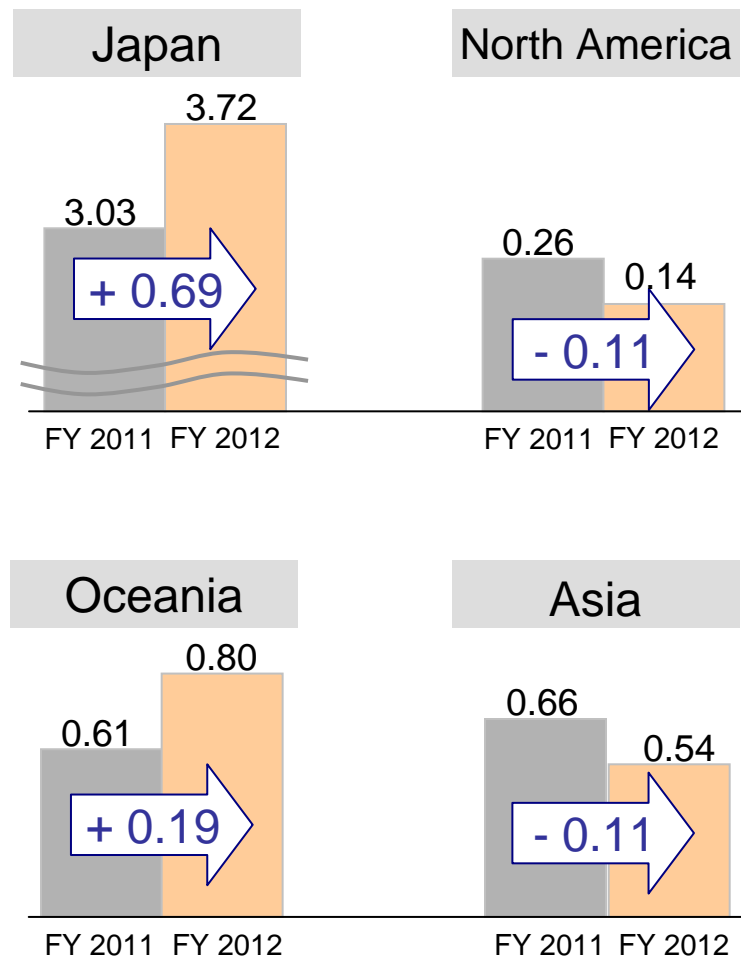 Japan
3.72
3.03
+ 0.69
FY 2011 FY 2012
North America
0.26
0.14
- 0.11
FY 2011 FY 2012
Oceania
0.80
0.61
+ 0.19
FY 2011 FY 2012
Asia
0.66
0.54
- 0.11
FY 2011 FY 2012